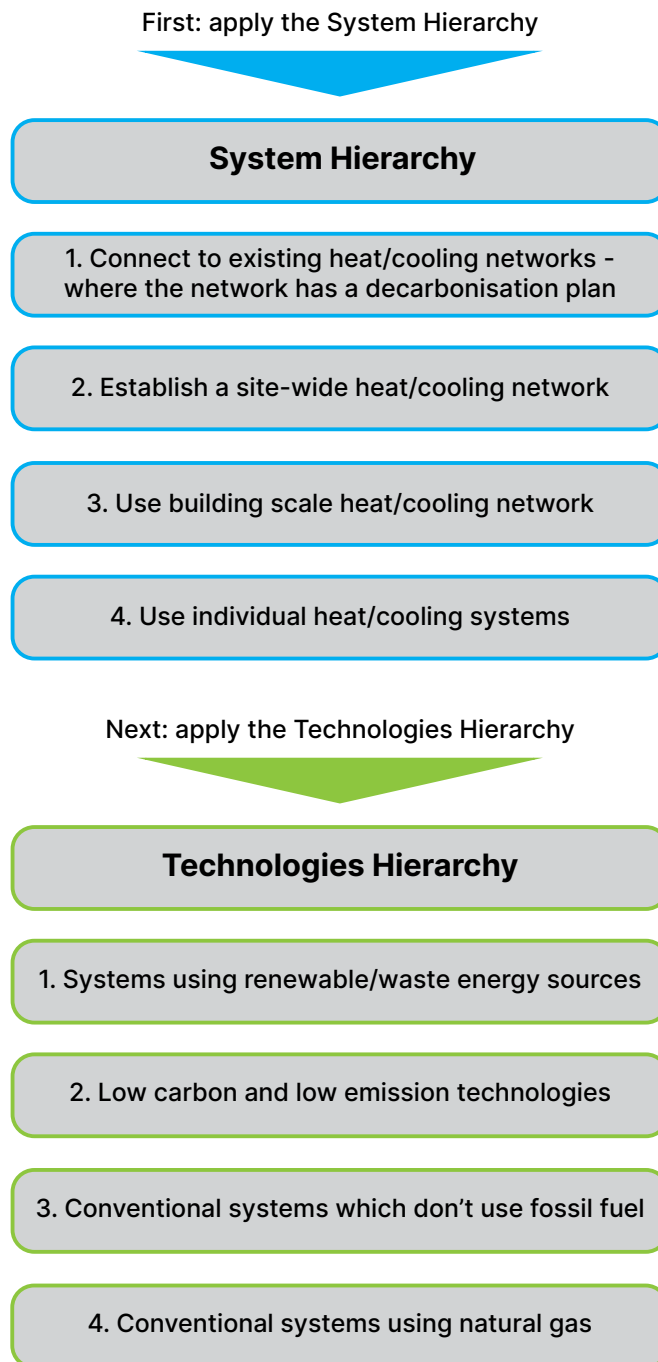 First: apply the System Hierarchy
System Hierarchy
1. Connect to existing heat/cooling networks -
where the network has a decarbonisation plan
2. Establish a site-wide heat/cooling network
3. Use building scale heat/cooling network
4. Use individual heat/cooling systems
Next: apply the Technologies Hierarchy
Technologies Hierarchy
1. Systems using renewable/waste energy sources
2. Low carbon and low emission technologies
3. Conventional systems which don’t use fossil fuel
4. Conventional systems using natural gas